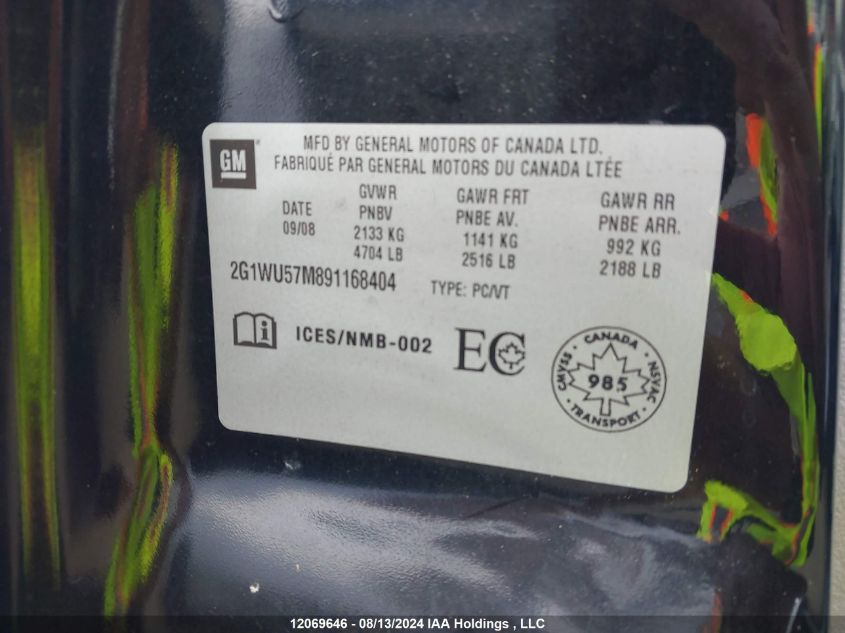 GM
MFD BY GENERAL MOTORS OF CANADA LTD.
FABRIQUÉ PAR GENERAL MOTORS DU CANADA LTÉE
DATE
09/08
GVWR
PNBV
2133 KG
4704 LB
GAWR FRT
PNBE AV.
1141 KG
2516 LB
GAWR RR
PNBE ARR.
992 KG
2188 LB
2G1WU57M891168404
TYPE: PC/VT
ICES/NMB-002
EC
CANADA
CMVSS
985
NSVAC
TRANSPORT
12069646 - 08/13/2024 IAA Holdings , LLC